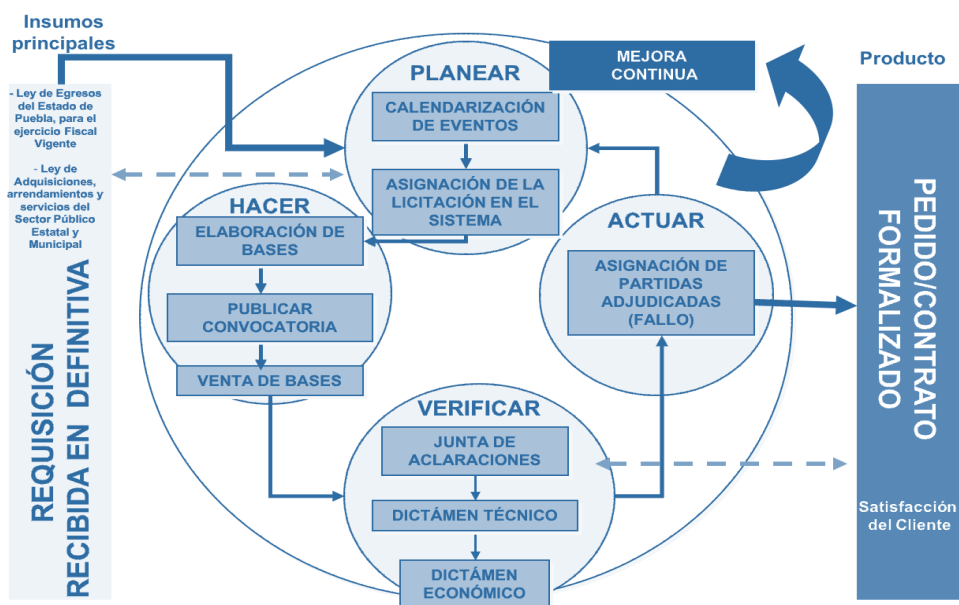 Insumos
principales
- Ley de Egresos
del Estado de
Puebla, para el
ejercicio Fiscal
Vigente
- Ley de
Adquisiciones,
arrendamientos y
servicios del
Sector Público
Estatal y
Municipal
REQUISIÓN
RECIBIDA EN DEFINITIVA
PLANEAR
CALENDARIZACIÓN
DE EVENTOS
ASIGNACIÓN DE LA
LICITACIÓN EN EL
SISTEMA
MEJORA
CONTINUA
HACER
ELABORACIÓN DE
BASES
PUBLICAR
CONVOCATORIA
VENTA DE BASES
VERIFICAR
JUNTA DE
ACLARACIONES
DICTÁMEN TÉCNICO
DICTÁMEN
ECONÓMICO
ACTUAR
ASIGNACIÓN DE
PARTIDAS
ADJUDICADAS
(FALLO)
Producto
PEDIDO/CONTRATO
FORMALIZADO
Satisfacción
del Cliente